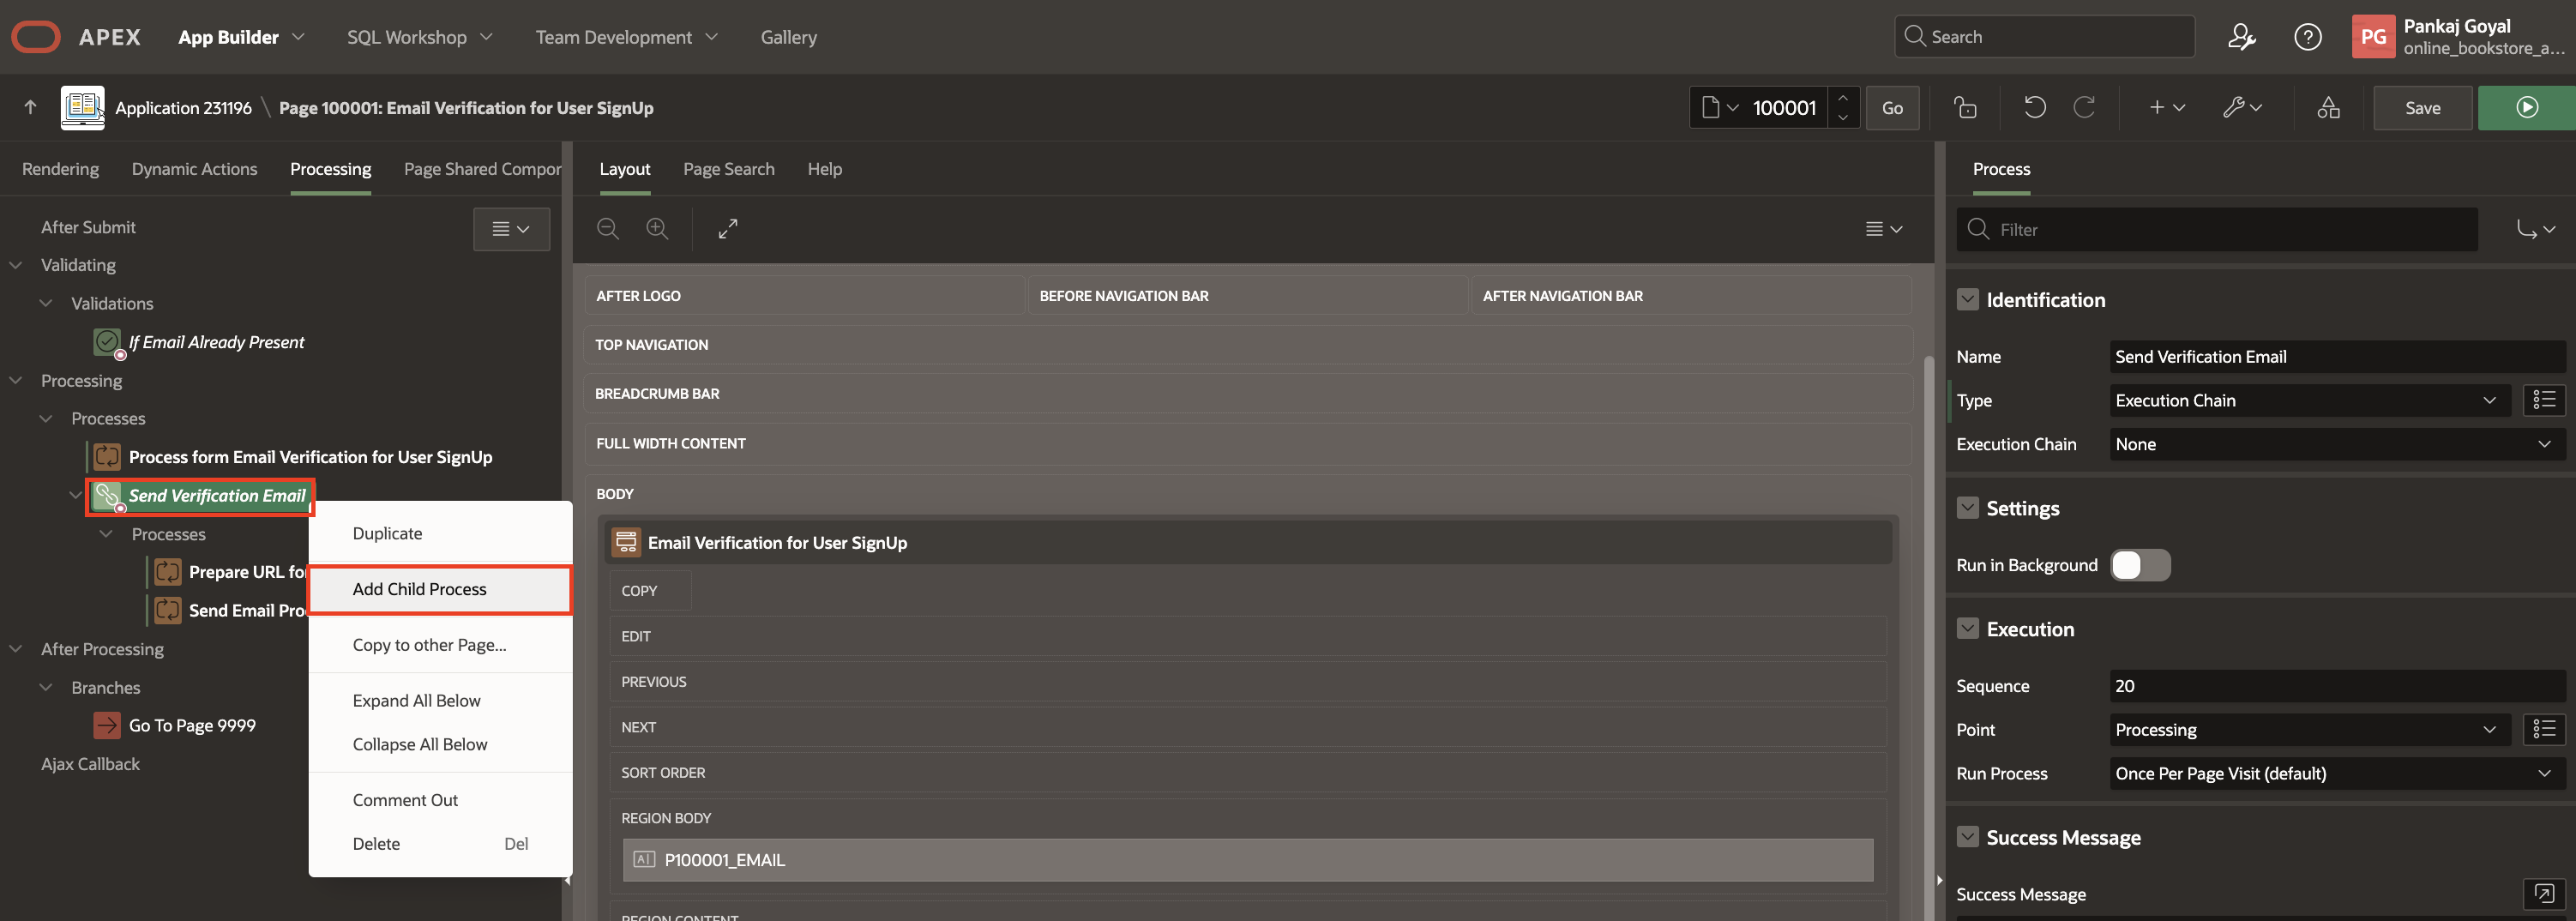 APEX App Builder SQL Workshop Team Development Gallery Search PG Pankaj Goyal
online_bookstore_a...
Application 231196 \ Page 100001: Email Verification for User SignUp 100001 Go Save
Rendering Dynamic Actions Processing Page Shared Compor
After Submit
Validating
Validations
If Email Already Present
Processing
Processes
Process form Email Verification for User SignUp
Send Verification Email
Processes
Prepare URL fo
Send Email Pro
After Processing
Branches
Go To Page 9999
Ajax Callback
Duplicate
Add Child Process
Copy to other Page...
Expand All Below
Collapse All Below
Comment Out
Delete Del
Layout Page Search Help
AFTER LOGO BEFORE NAVIGATION BAR AFTER NAVIGATION BAR
TOP NAVIGATION
BREADCRUMB BAR
FULL WIDTH CONTENT
BODY
Email Verification for User SignUp
COPY
EDIT
PREVIOUS
NEXT
SORT ORDER
REGION BODY
P100001_EMAIL
REGION CONTENT
Process
Filter
Identification
Name Send Verification Email
Type Execution Chain
Execution Chain None
Settings
Run in Background
Execution
Sequence 20
Point Processing
Run Process Once Per Page Visit (default)
Success Message
Success Message